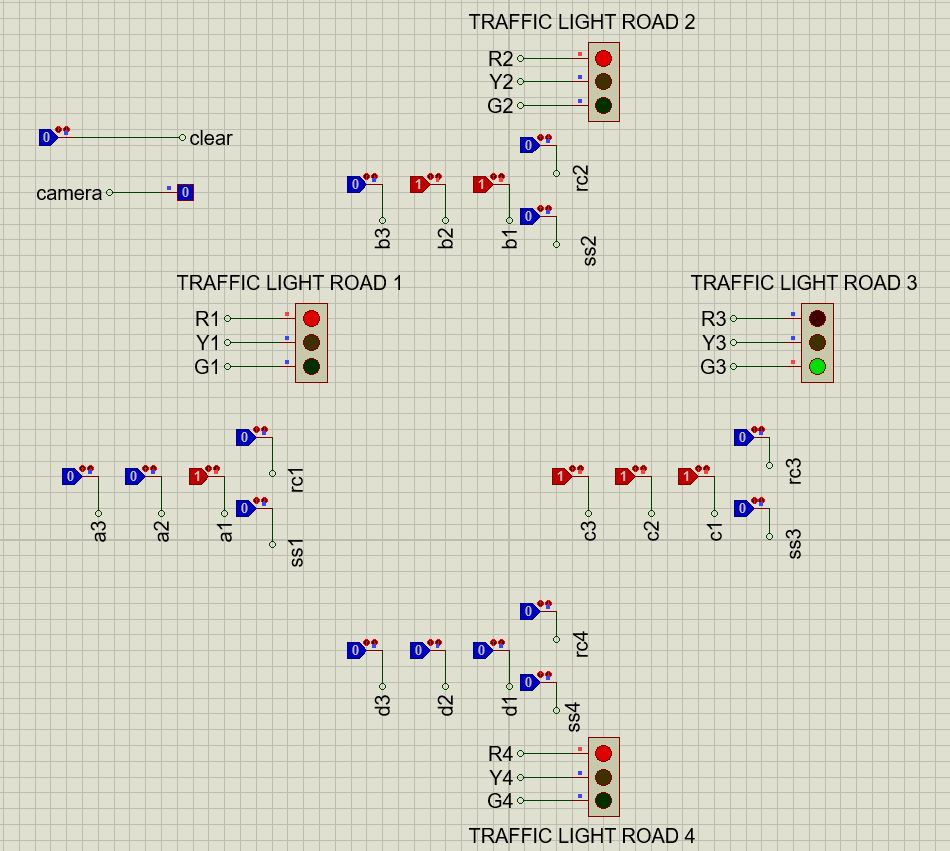 TRAFFIC LIGHT ROAD 2
R2
Y2
G2
0 clear
camera 0
0 rc2
0 b3
1 b2
1 b1
0 ss2
TRAFFIC LIGHT ROAD 1
R1
Y1
G1
TRAFFIC LIGHT ROAD 3
R3
Y3
G3
0 rc1
0 a3
0 a2
1 a1
0 ss1
0 rc3
1 c3
1 c2
1 c1
0 ss3
0 rc4
0 d3
0 d2
0 d1
0 ss4
R4
Y4
G4
TRAFFIC LIGHT ROAD 4